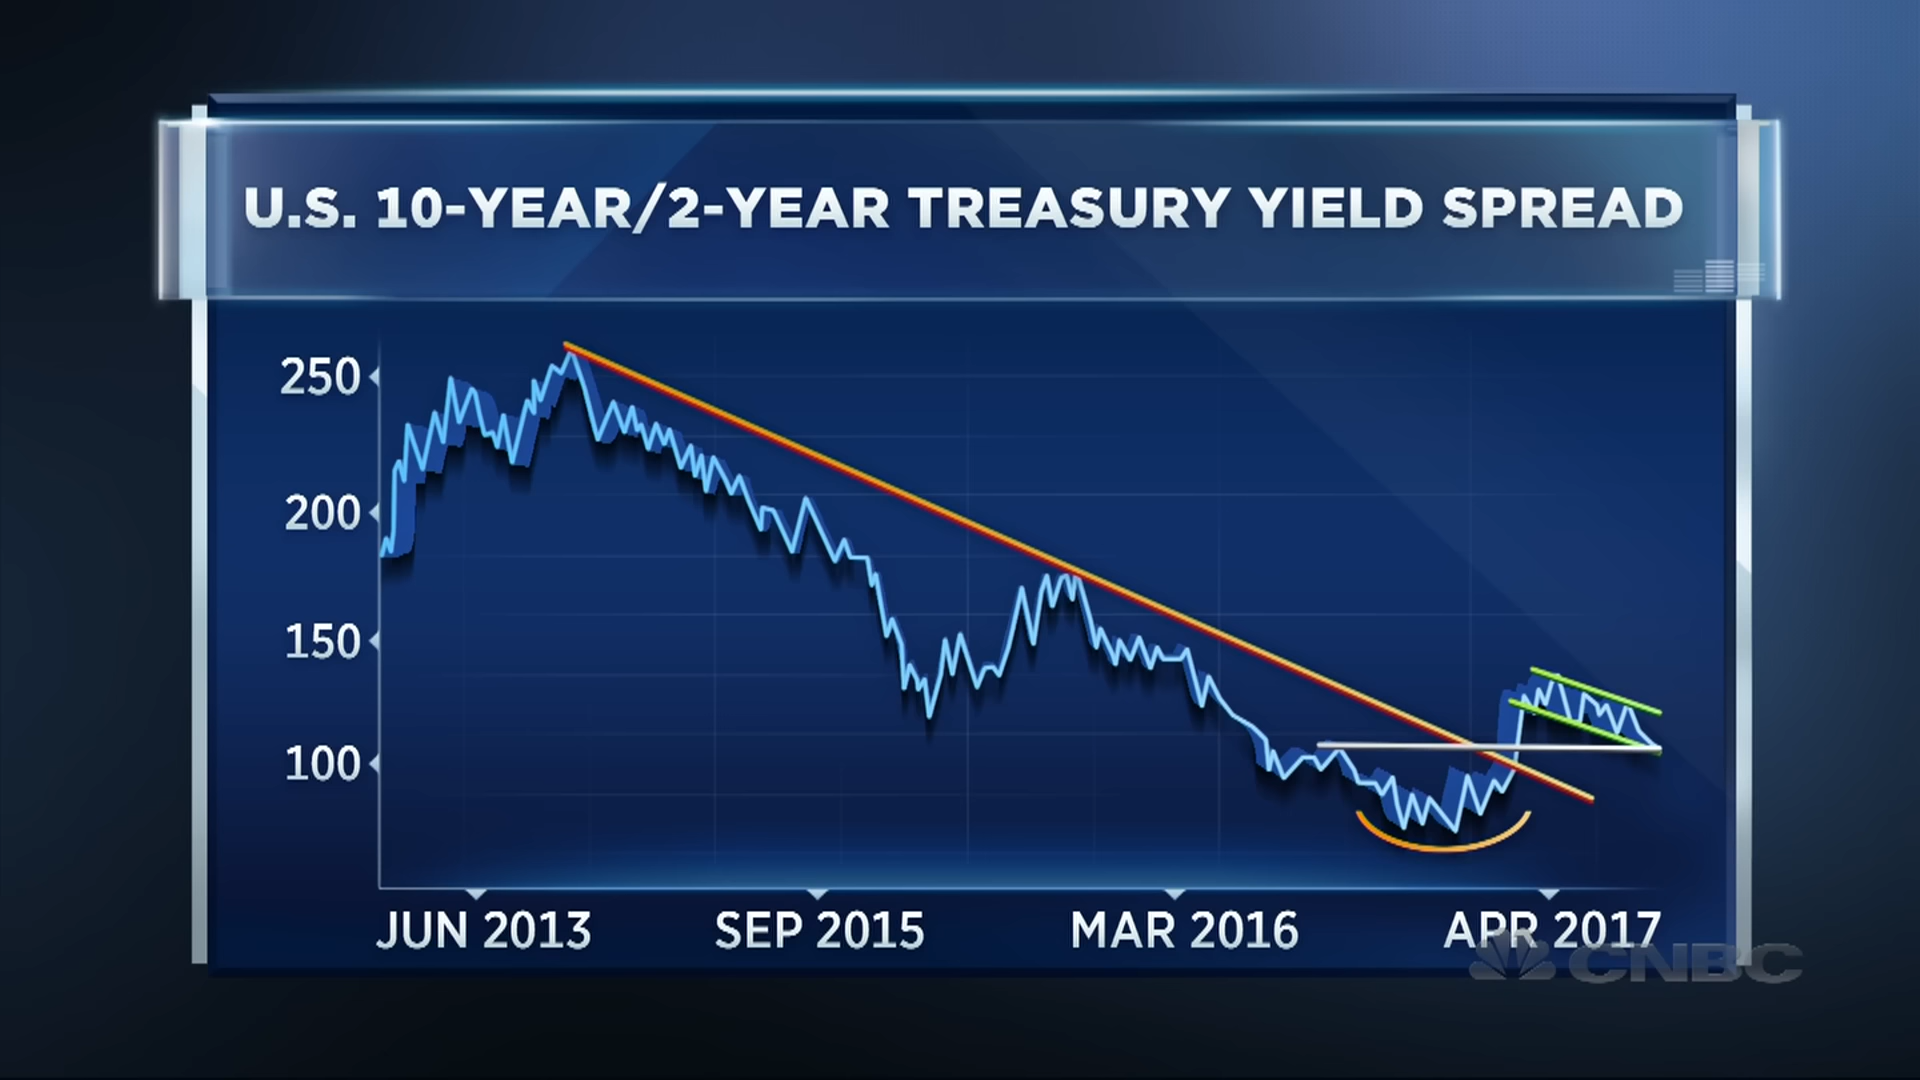 U.S. 10-YEAR/2-YEAR TREASURY YIELD SPREAD
250
200
150
100
JUN 2013 SEP 2015 MAR 2016 APR 2017
CNBC